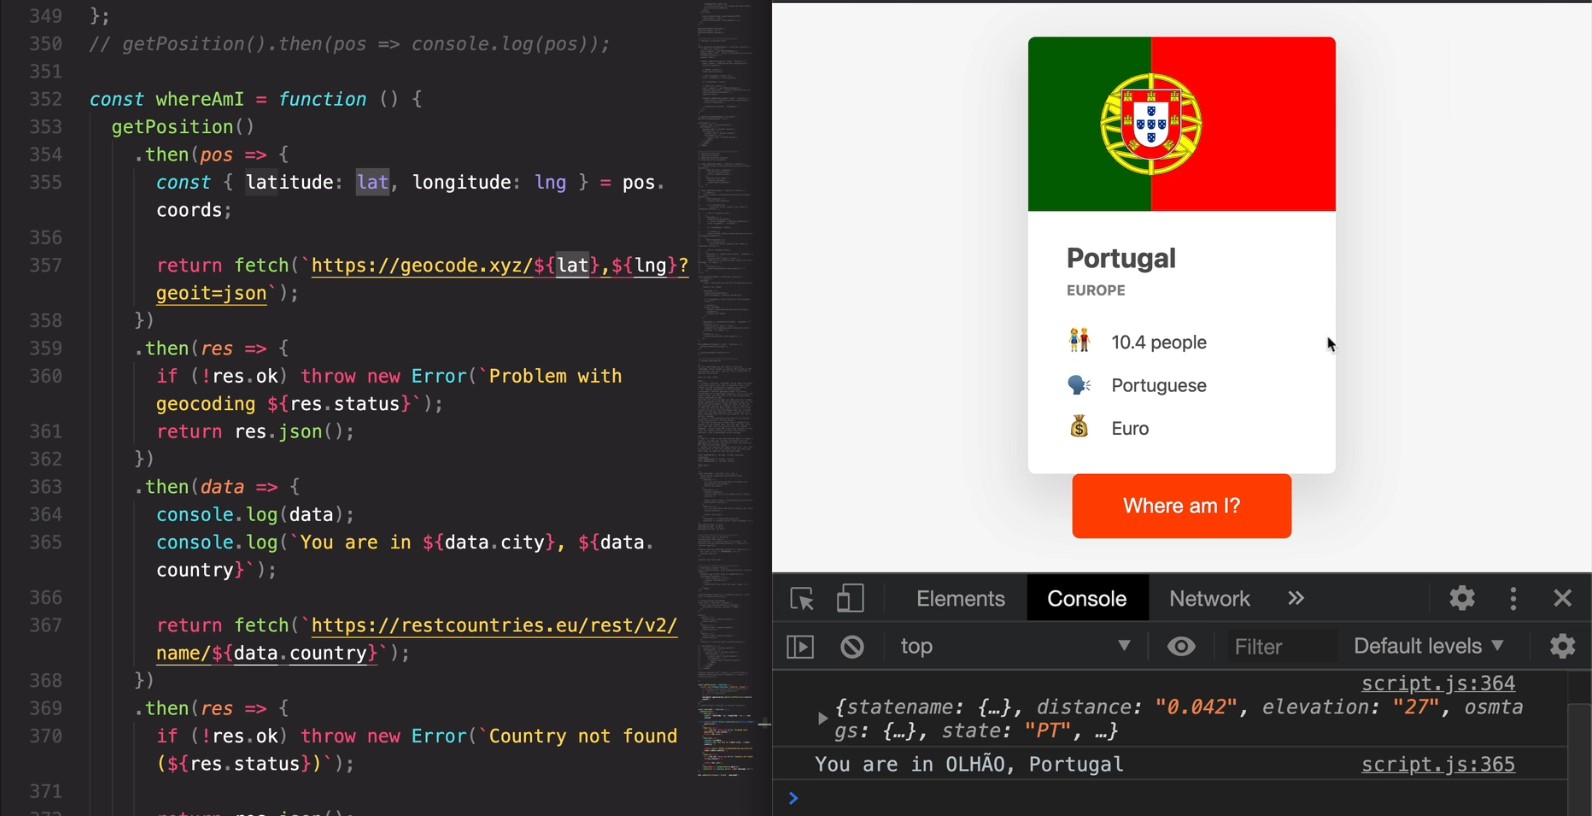 349 };
350 // getPosition().then(pos => console.log(pos));
351
352 const whereAmI = function () {
353 getPosition()
354 .then(pos => {
355 const { latitude: lat, longitude: lng } = pos.
coords;
356
357 return fetch(`https://geocode.xyz/${lat},${lng}?
geoit=json`);
358 })
359 .then(res => {
360 if (!res.ok) throw new Error(`Problem with
geocoding ${res.status}`);
361 return res.json();
362 })
363 .then(data => {
364 console.log(data);
365 console.log(`You are in ${data.city}, ${data.
country}`);
366
367 return fetch(`https://restcountries.eu/rest/v2/
name/${data.country}`);
368 })
369 .then(res => {
370 if (!res.ok) throw new Error(`Country not found
(${res.status})`);
371
Portugal
EUROPE
10.4 people
Portuguese
Euro
Where am I?
Elements Console Network »
top Filter Default levels
script.js:364
{statename: {…}, distance: "0.042", elevation: "27", osmta
gs: {…}, state: "PT", …}
You are in OLHÃO, Portugal script.js:365